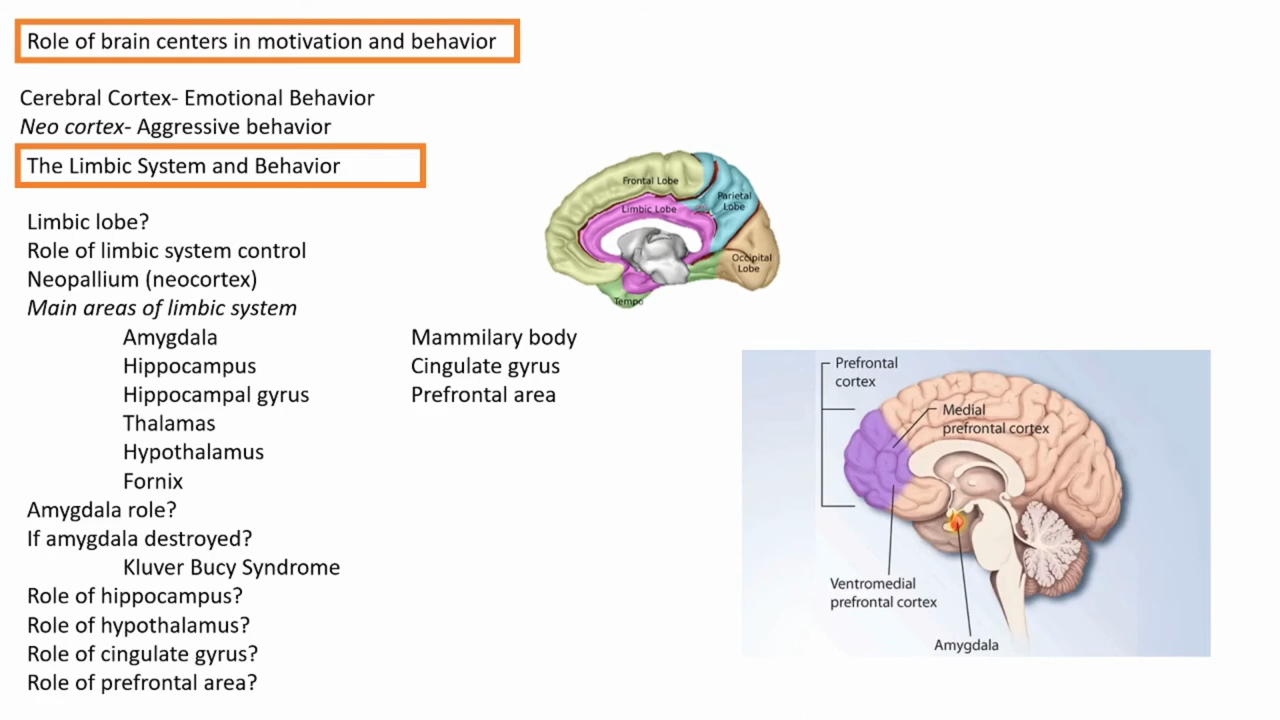 Role of brain centers in motivation and behavior
Cerebral Cortex- Emotional Behavior
Neo cortex- Aggressive behavior
The Limbic System and Behavior
Limbic lobe?
Role of limbic system control
Neopallium (neocortex)
Main areas of limbic system
Amygdala
Hippocampus
Hippocampal gyrus
Thalamas
Hypothalamus
Fornix
Mammilary body
Cingulate gyrus
Prefrontal area
Amygdala role?
If amygdala destroyed?
Kluver Bucy Syndrome
Role of hippocampus?
Role of hypothalamus?
Role of cingulate gyrus?
Role of prefrontal area?
Frontal Lobe
Parietal
Lobe
Limbic Lobe
Occipital
Lobe
Tempo
Prefrontal
cortex
Medial
prefrontal cortex
Ventromedial
prefrontal cortex
Amygdala